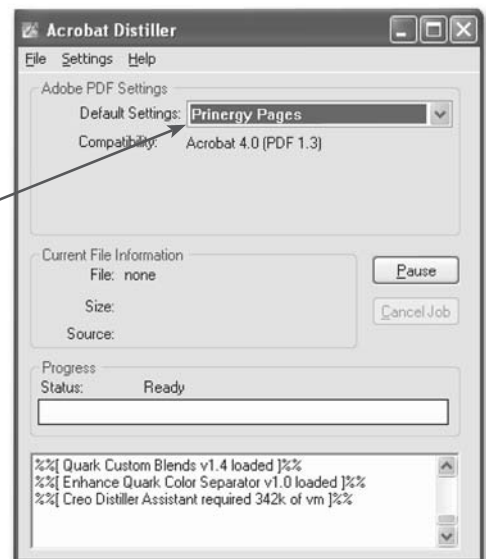 Acrobat Distiller
File Settings Help
Adobe PDF Settings
Default Settings: Prinergy Pages
Compatibility: Acrobat 4.0 (PDF 1.3)
Current File Information
File: none
Pause
Size:
Cancel Job
Source:
Progress
Status: Ready
%%[ Quark Custom Blends v1.4 loaded ]%%
%%[ Enhance Quark Color Separator v1.0 loaded ]%%
%%[ Creo Distiller Assistant required 342k of vm ]%%